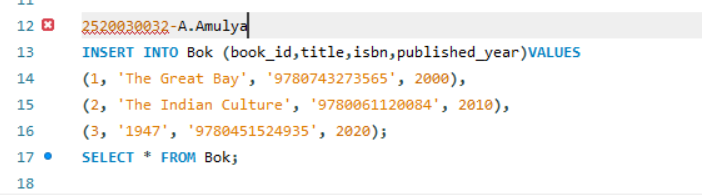 12 2520030032-A.Amulya
13 INSERT INTO Bok (book_id,title,isbn,published_year)VALUES
14 (1, 'The Great Bay', '9780743273565', 2000),
15 (2, 'The Indian Culture', '9780061120084', 2010),
16 (3, '1947', '9780451524935', 2020);
17 SELECT * FROM Bok;
18